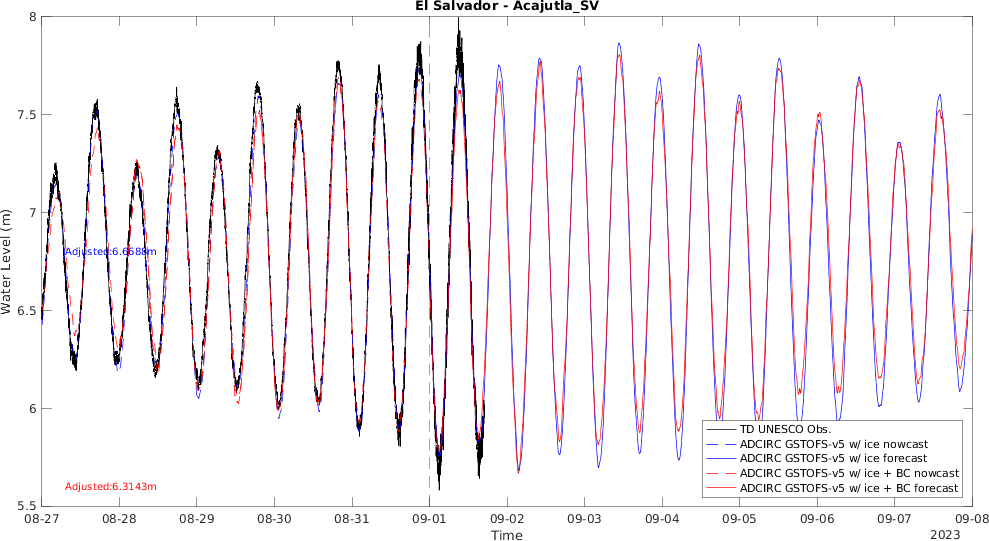 El Salvador - Acajutla_SV
8
7.5
7
6.5
6
5.5
Water Level (m)
Adjusted:6.6688m
Adjusted:6.3143m
TD UNESCO Obs.
ADCIRC GSTOFS-v5 w/ ice nowcast
ADCIRC GSTOFS-v5 w/ ice forecast
ADCIRC GSTOFS-v5 w/ ice + BC nowcast
ADCIRC GSTOFS-v5 w/ ice + BC forecast
08-27 08-28 08-29 08-30 08-31 09-01 09-02 09-03 09-04 09-05 09-06 09-07 09-08
Time
2023